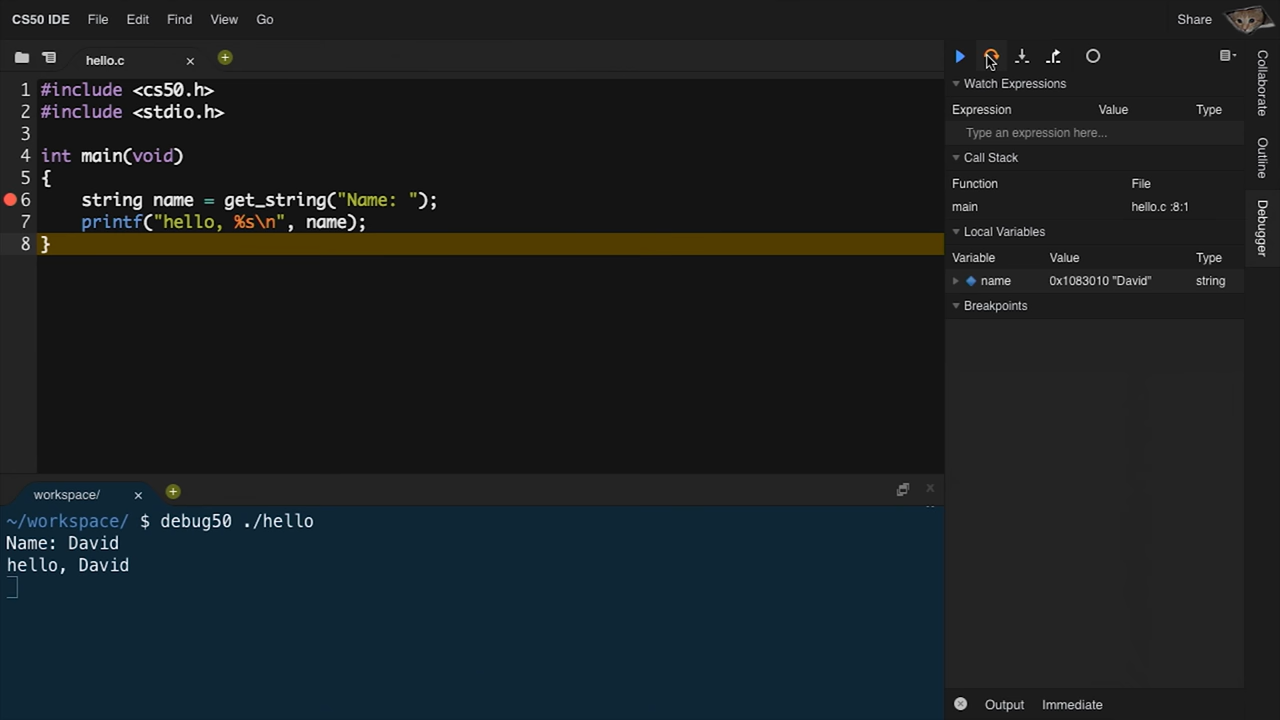 CS50 IDE File Edit Find View Go Share
hello.c
1 #include <cs50.h>
2 #include <stdio.h>
3
4 int main(void)
5 {
6 string name = get_string("Name: ");
7 printf("hello, %s\n", name);
8 }
workspace/
~/workspace/ $ debug50 ./hello
Name: David
hello, David
Watch Expressions
Expression Value Type
Type an expression here...
Call Stack
Function File
main hello.c :8:1
Local Variables
Variable Value Type
name 0x1083010 "David" string
Breakpoints
Output Immediate
Collaborate
Outline
Debugger